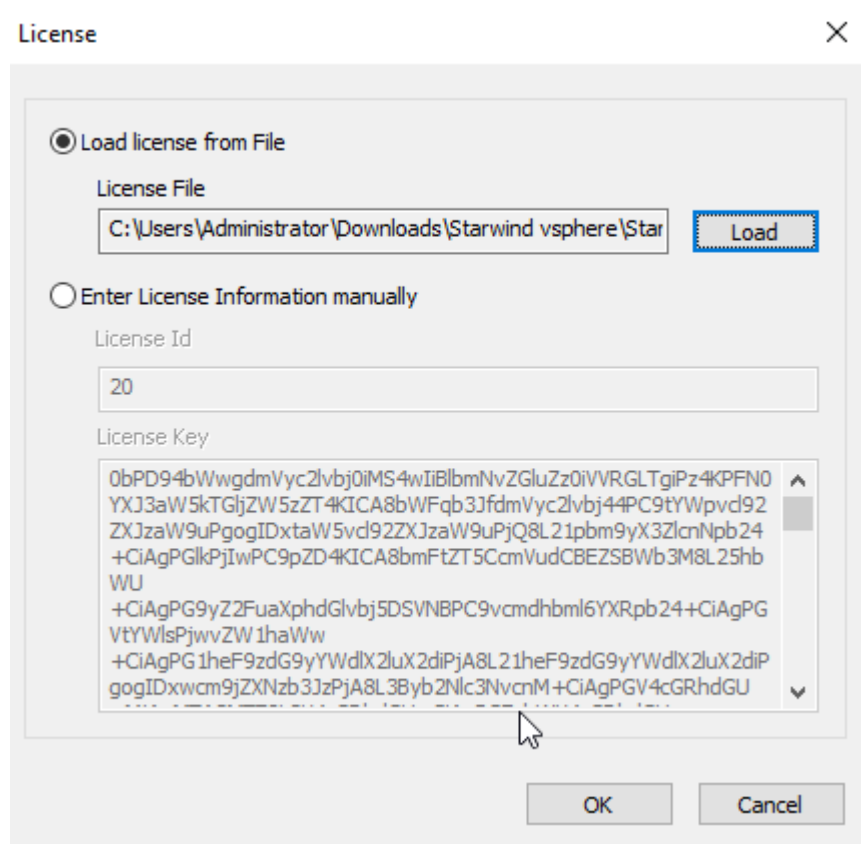 License
Load license from File
License File
C:\Users\Administrator\Downloads\Starwind vsphere\Star
Load
Enter License Information manually
License Id
20
License Key
0bPD94bWwgdmVyc2lvbj0iMS4wIiBlbmNvZGluZz0iVVRGLTgiPz4KPFN0
YXJ3aW5kTGljZW5zZT4KICA8bWFqb3JfdmVyc2lvbj44PC9tYWpvcl92
ZXJzaW9uPgogIDxtaW5vcl92ZXJzaW9uPjQ8L21pbm9yX3ZlcnNpb24
+CiAgPGlkPjIwPC9pZD4KICA8bmFtZT5CcmVudCBEZSBWb3M8L25hb
WU
+CiAgPG9yZ2FuaXphdGlvbj5DSVNBPC9vcmdhbml6YXRpb24+CiAgPG
VtYWlsPjwvZW1haWw
+CiAgPG1heF9zdG9yYWdlX2luX2diPjA8L21heF9zdG9yYWdlX2luX2diP
gogIDxwcm9jZXNzb3JzPjA8L3Byb2Nlc3NvcnM+CiAgPGV4cGRhdGU
OK
Cancel